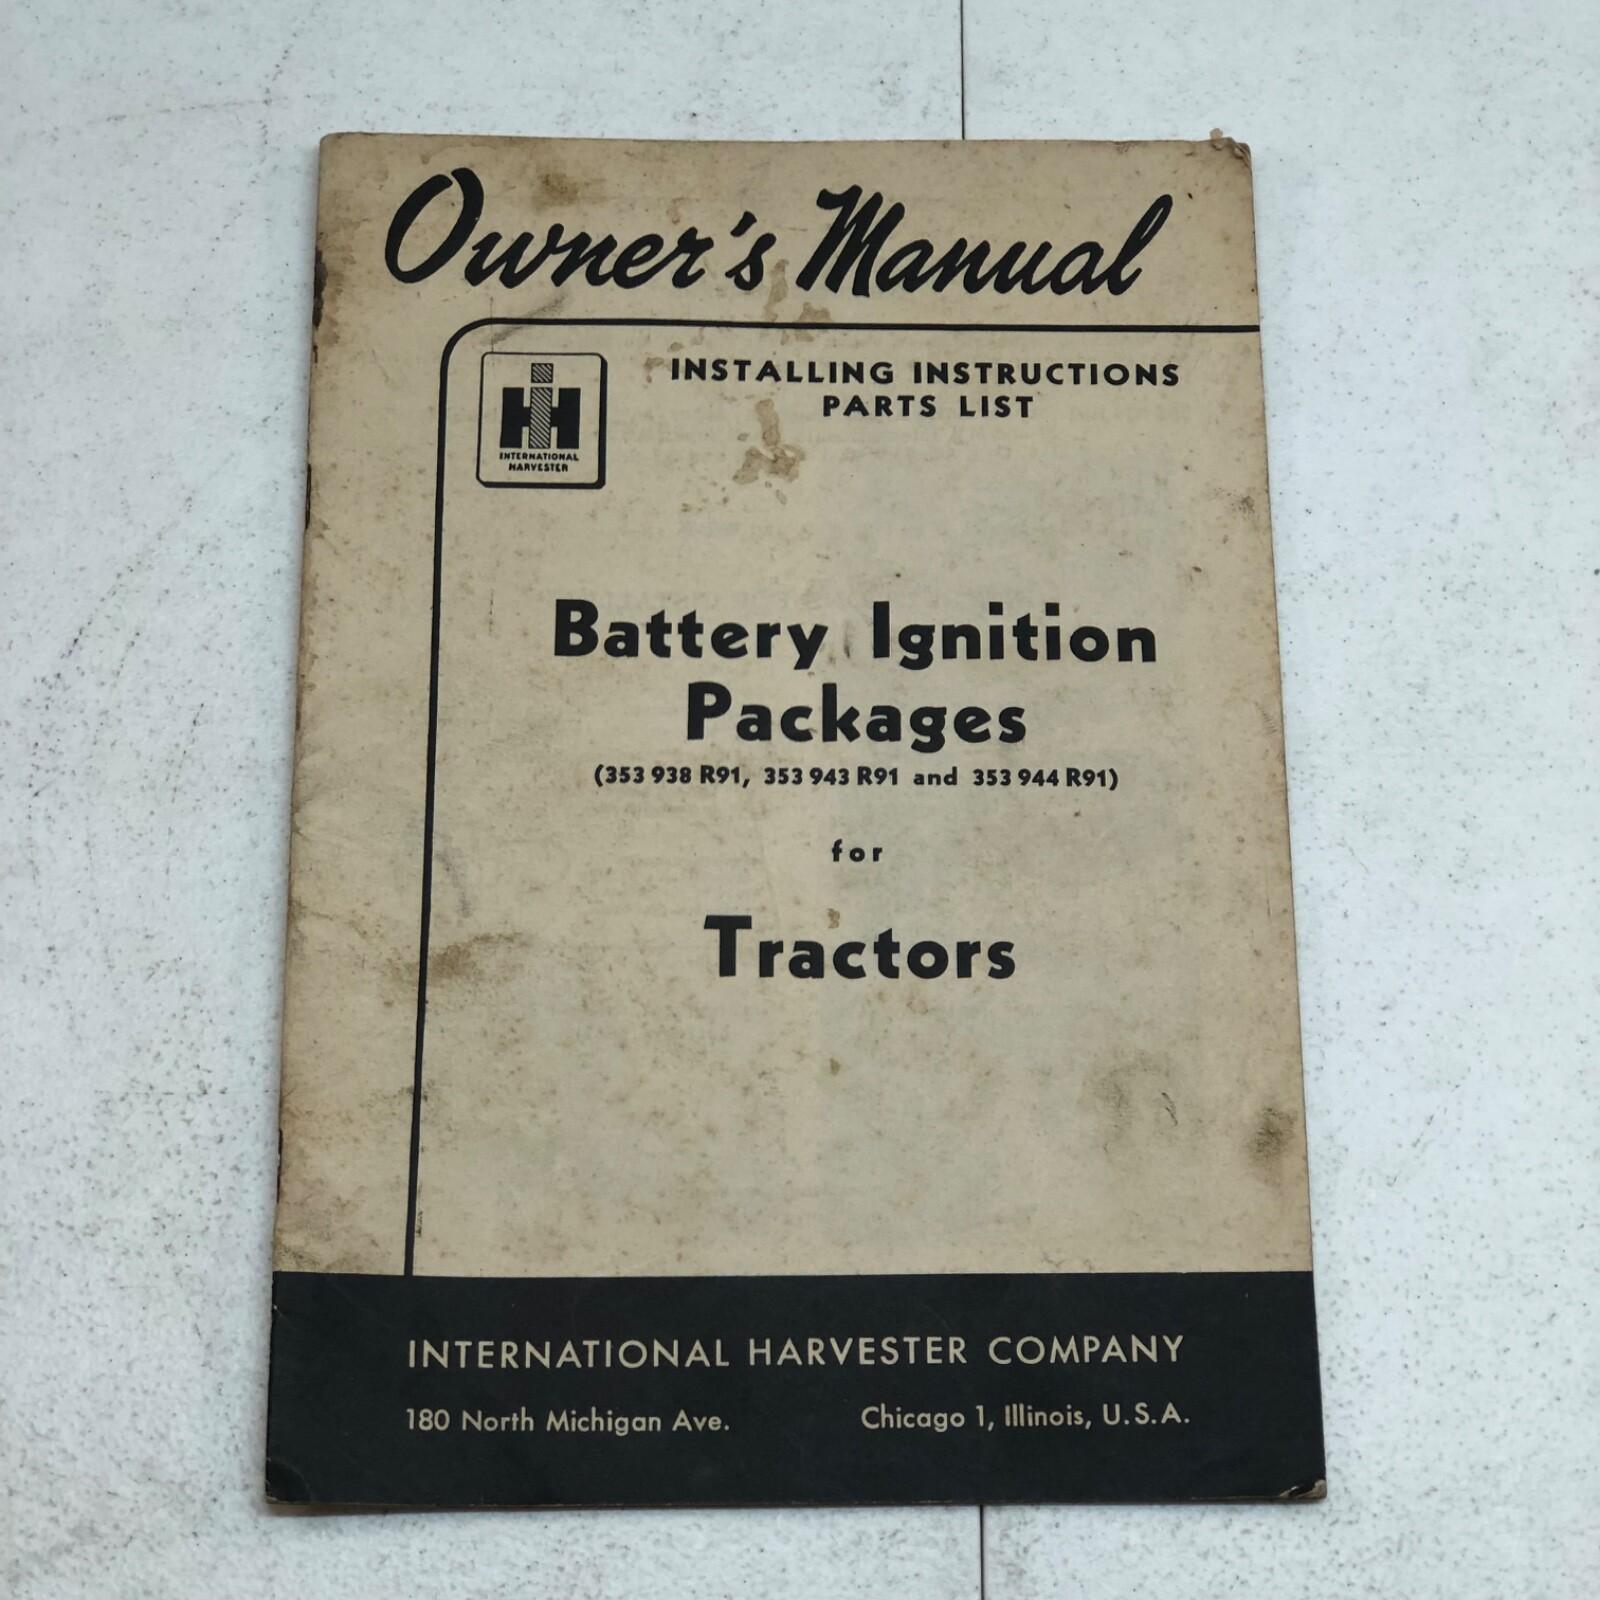 Owner's Manual
INSTALLING INSTRUCTIONS
PARTS LIST
IH
INTERNATIONAL
HARVESTER
Battery Ignition
Packages
(353 938 R91, 353 943 R91 and 353 944 R91)
for
Tractors
INTERNATIONAL HARVESTER COMPANY
180 North Michigan Ave. Chicago 1, Illinois, U.S.A.